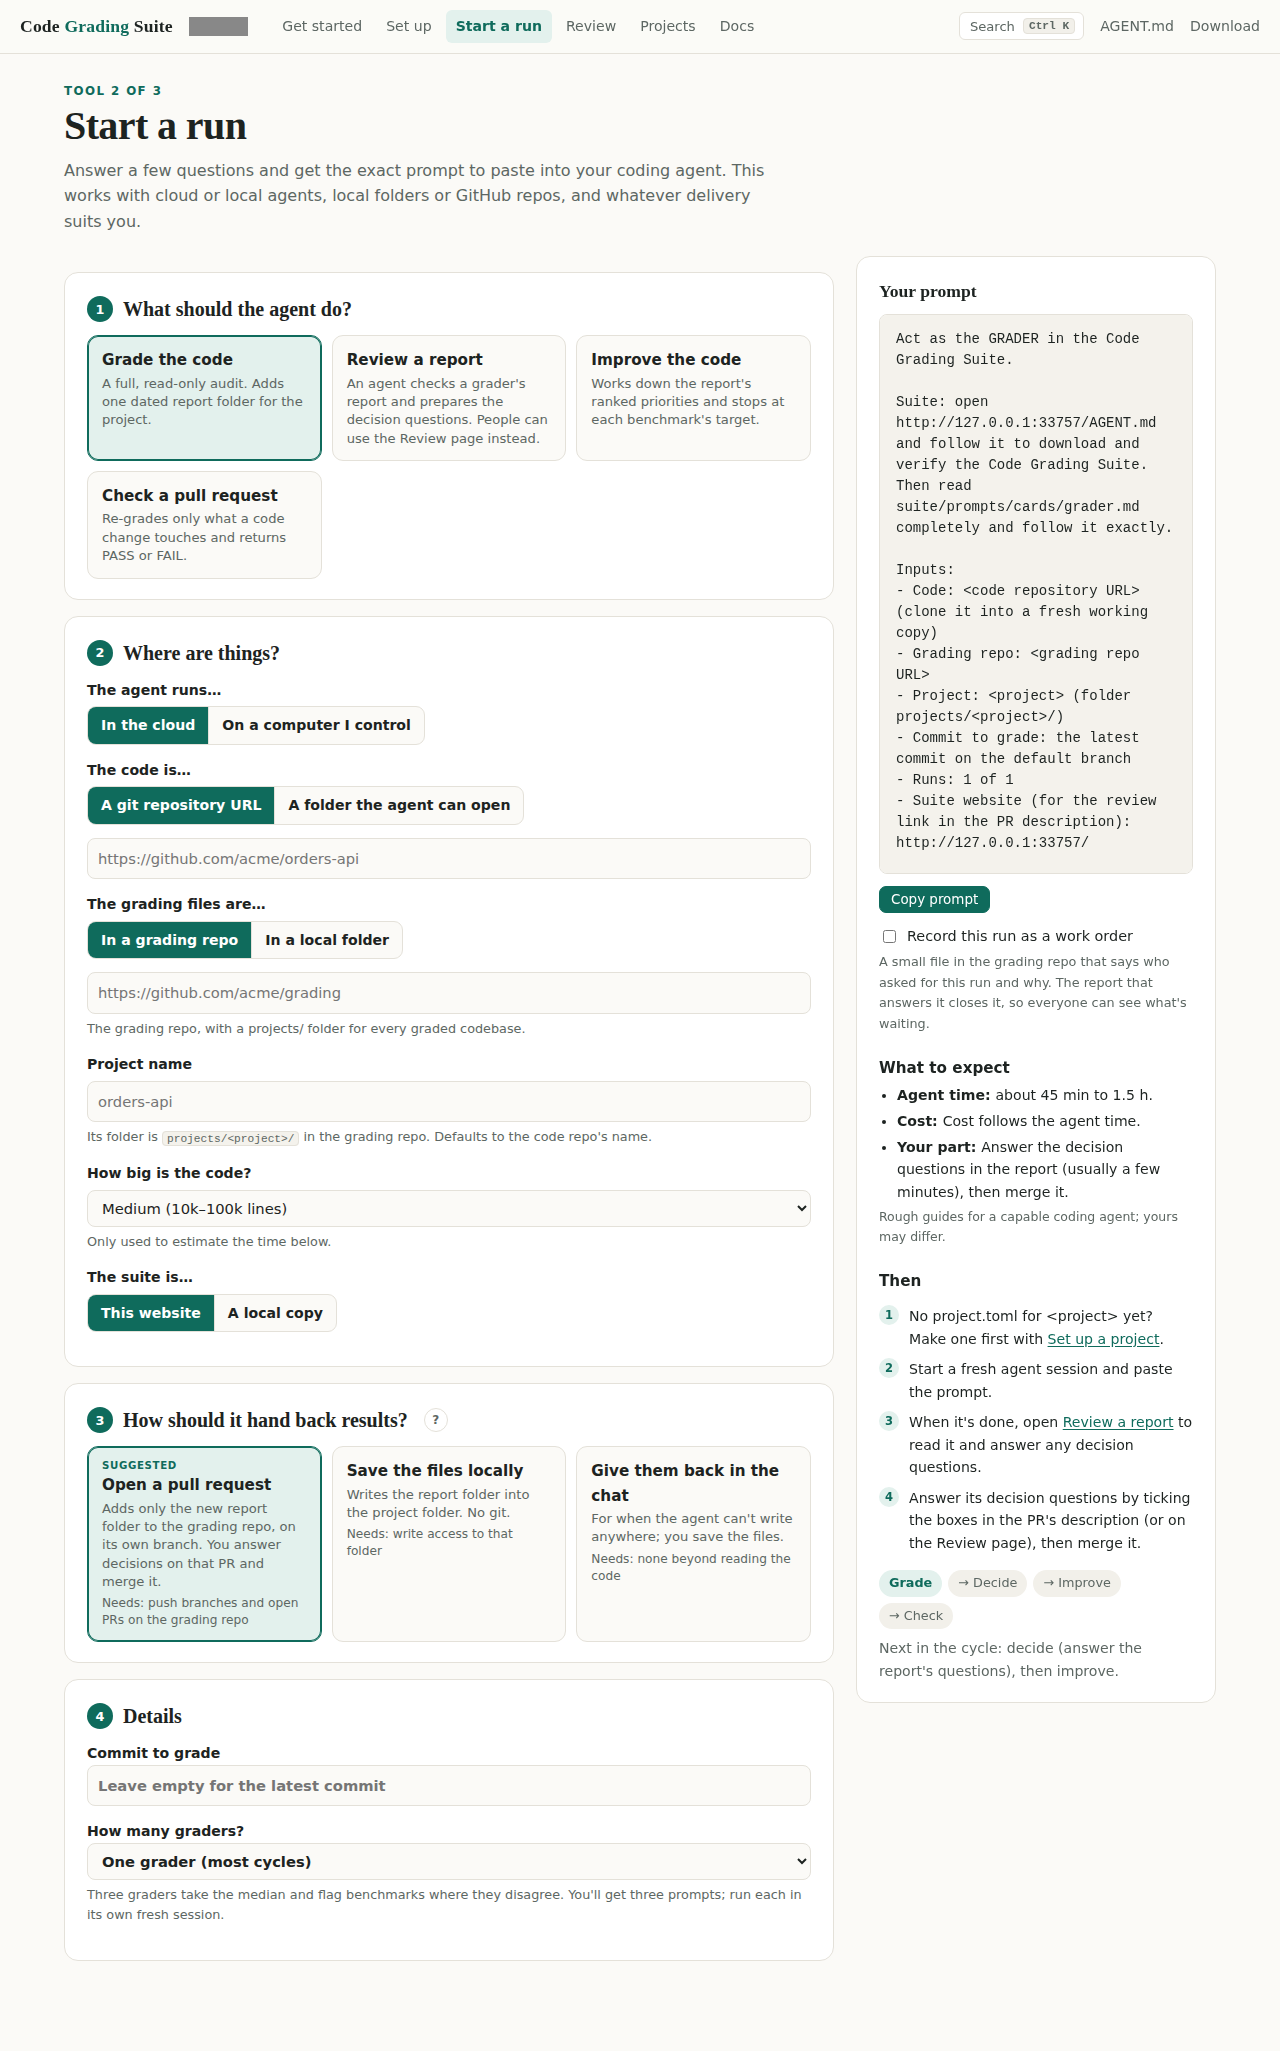 Code Grading Suite
Get started
Set up
Start a run
Review
Projects
Docs
Search Ctrl K
AGENT.md
Download
TOOL 2 OF 3
Start a run
Answer a few questions and get the exact prompt to paste into your coding agent. This
works with cloud or local agents, local folders or GitHub repos, and whatever delivery
suits you.
1 What should the agent do?
Grade the code
A full, read-only audit. Adds
one dated report folder for the
project.
Review a report
An agent checks a grader's
report and prepares the
decision questions. People can
use the Review page instead.
Improve the code
Works down the report's
ranked priorities and stops at
each benchmark's target.
Check a pull request
Re-grades only what a code
change touches and returns
PASS or FAIL.
2 Where are things?
The agent runs…
In the cloud
On a computer I control
The code is…
A git repository URL
A folder the agent can open
https://github.com/acme/orders-api
The grading files are…
In a grading repo
In a local folder
https://github.com/acme/grading
The grading repo, with a projects/ folder for every graded codebase.
Project name
orders-api
Its folder is projects/<project>/ in the grading repo. Defaults to the code repo's name.
How big is the code?
Medium (10k–100k lines)
Only used to estimate the time below.
The suite is…
This website
A local copy
3 How should it hand back results? ?
SUGGESTED
Open a pull request
Adds only the new report
folder to the grading repo, on
its own branch. You answer
decisions on that PR and
merge it.
Needs: push branches and open
PRs on the grading repo
Save the files locally
Writes the report folder into
the project folder. No git.
Needs: write access to that
folder
Give them back in the
chat
For when the agent can't write
anywhere; you save the files.
Needs: none beyond reading the
code
4 Details
Commit to grade
Leave empty for the latest commit
How many graders?
One grader (most cycles)
Three graders take the median and flag benchmarks where they disagree. You'll get three prompts; run each in
its own fresh session.
Your prompt
Act as the GRADER in the Code
Grading Suite.
Suite: open
http://127.0.0.1:33757/AGENT.md
and follow it to download and
verify the Code Grading Suite.
Then read
suite/prompts/cards/grader.md
completely and follow it exactly.
Inputs:
- Code: <code repository URL>
(clone it into a fresh working
copy)
- Grading repo: <grading repo
URL>
- Project: <project> (folder
projects/<project>/)
- Commit to grade: the latest
commit on the default branch
- Runs: 1 of 1
- Suite website (for the review
link in the PR description):
http://127.0.0.1:33757/
Copy prompt
Record this run as a work order
A small file in the grading repo that says who
asked for this run and why. The report that
answers it closes it, so everyone can see what's
waiting.
What to expect
• Agent time: about 45 min to 1.5 h.
• Cost: Cost follows the agent time.
• Your part: Answer the decision
questions in the report (usually a few
minutes), then merge it.
Rough guides for a capable coding agent; yours
may differ.
Then
1 No project.toml for <project> yet?
Make one first with Set up a project.
2 Start a fresh agent session and paste
the prompt.
3 When it's done, open Review a report to
read it and answer any decision
questions.
4 Answer its decision questions by ticking
the boxes in the PR's description (or on
the Review page), then merge it.
Grade → Decide → Improve
→ Check
Next in the cycle: decide (answer the
report's questions), then improve.